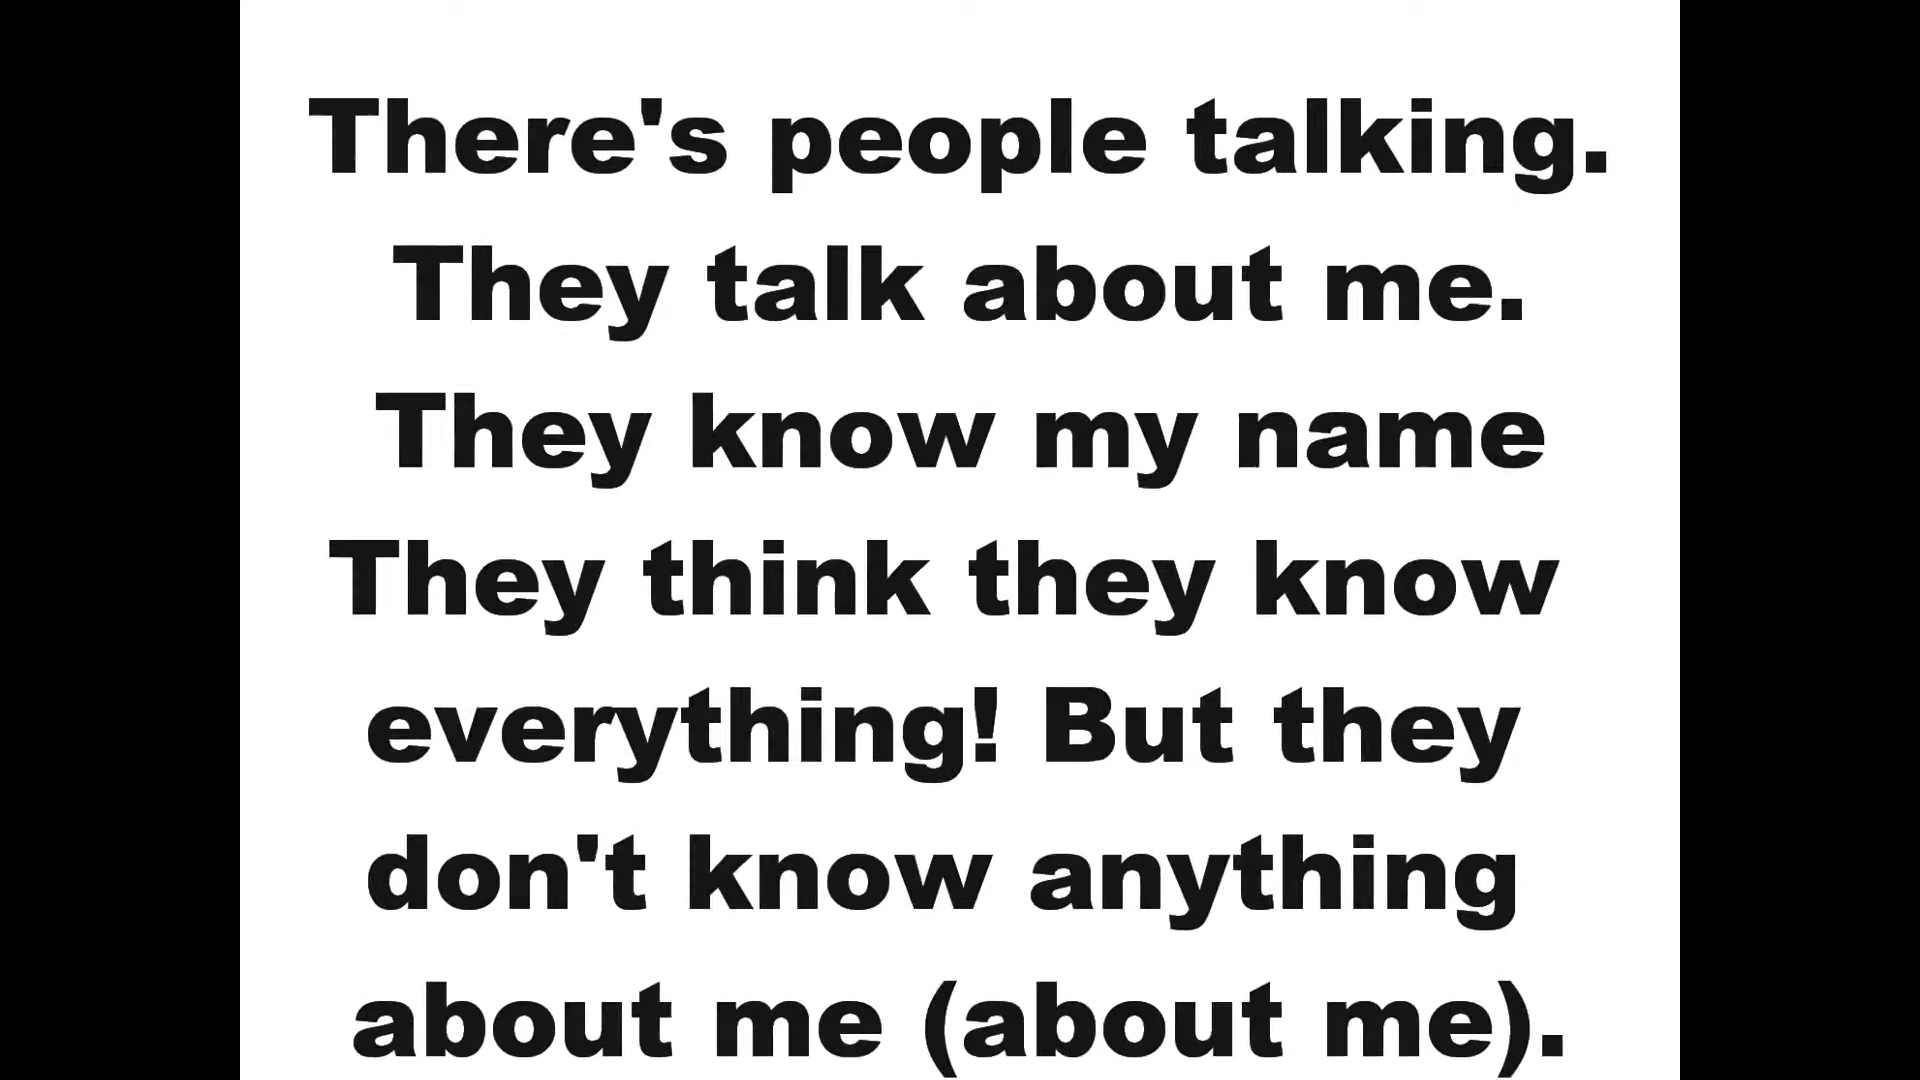 There's people talking.
They talk about me.
They know my name
They think they know
everything! But they
don't know anything
about me (about me).